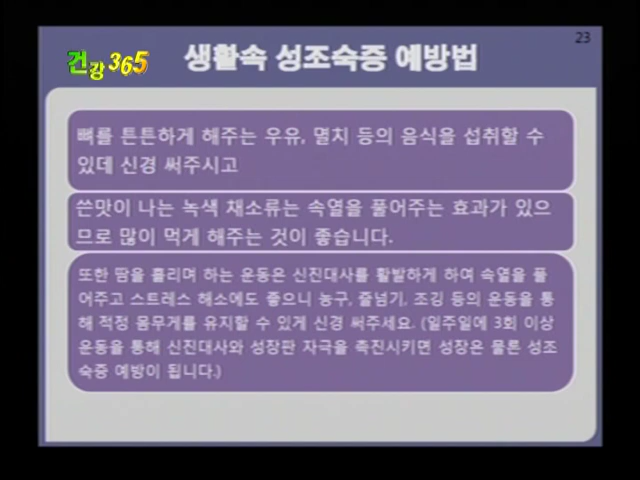 23
건강 365
생활속 성조숙증 예방법
뼈를 튼튼하게 해주는 우유, 멸치 등의 음식을 섭취할 수
있데 신경 써주시고
쓴맛이 나는 녹색 채소류는 속열을 풀어주는 효과가 있으
므로 많이 먹게 해주는 것이 좋습니다.
또한 땀을 흘리며 하는 운동은 신진대사를 활발하게 하여 속열을 풀
어주고 스트레스 해소에도 좋으니 농구, 줄넘기, 조깅 등의 운동을 통
해 적정 몸무게를 유지할 수 있게 신경 써주세요. (일주일에 3회 이상
운동을 통해 신진대사와 성장판 자극을 촉진시키면 성장은 물론 성조
숙증 예방이 됩니다.)